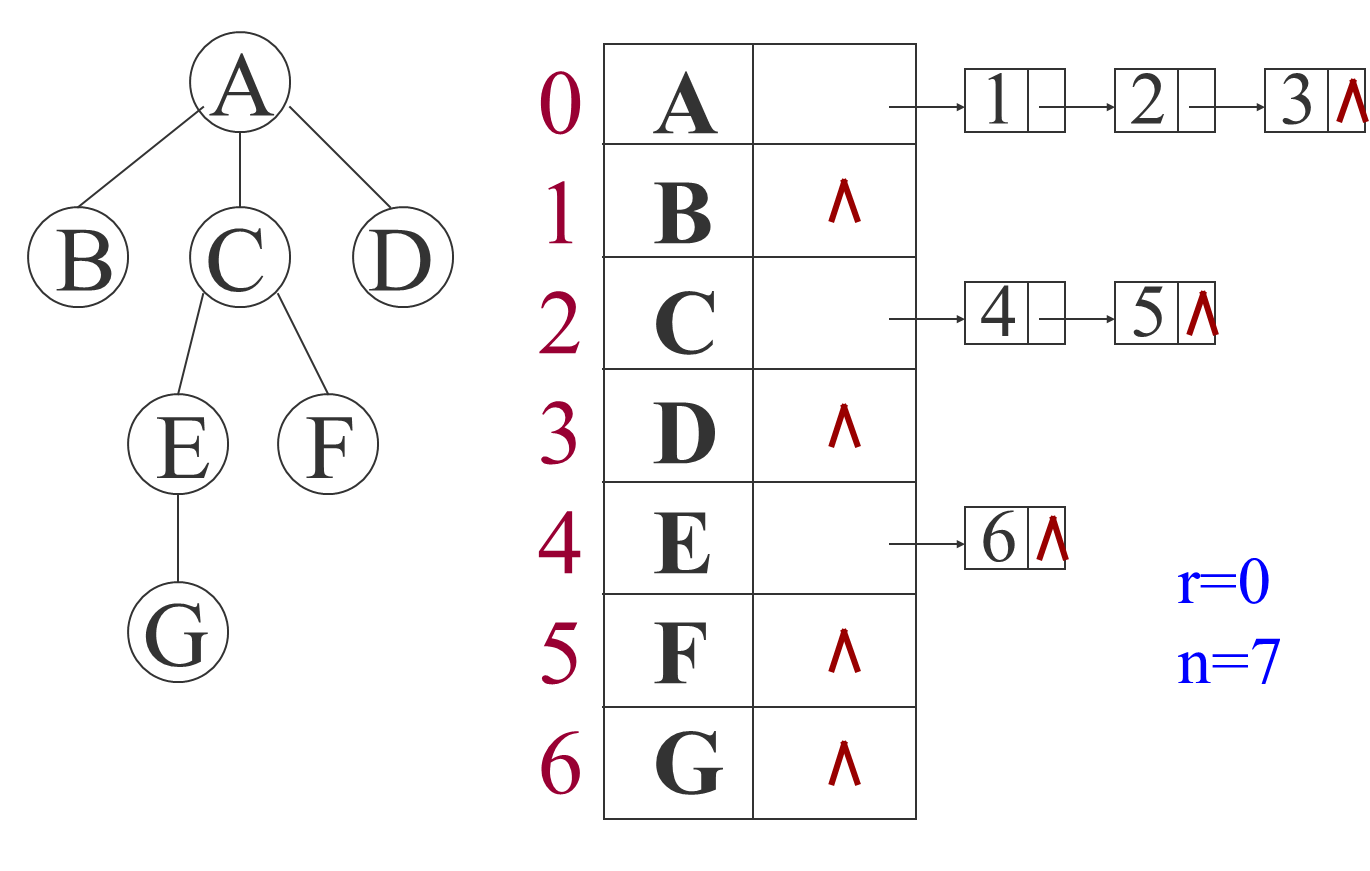 A
B C D
E F
G
0 A 1 2 3 ∧
1 B ∧
2 C 4 5 ∧
3 D ∧
4 E 6 ∧
5 F ∧
6 G ∧
r=0
n=7